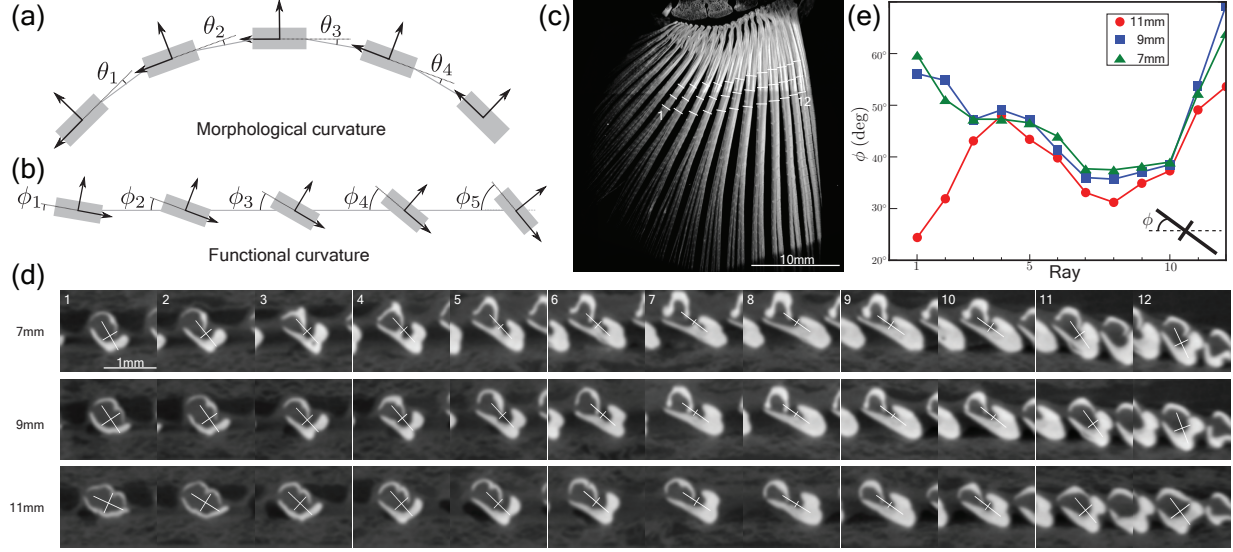 (a)
θ1
θ2
θ3
θ4
Morphological curvature
(b)
ϕ1
ϕ2
ϕ3
ϕ4
ϕ5
Functional curvature
(c)
1
7
12
10mm
(e)
11mm
9mm
7mm
60°
50°
40°
30°
20°
ϕ (deg)
ϕ
1
5
10
Ray
(d)
1 2 3 4 5 6 7 8 9 10 11 12
7mm
1mm
9mm
11mm